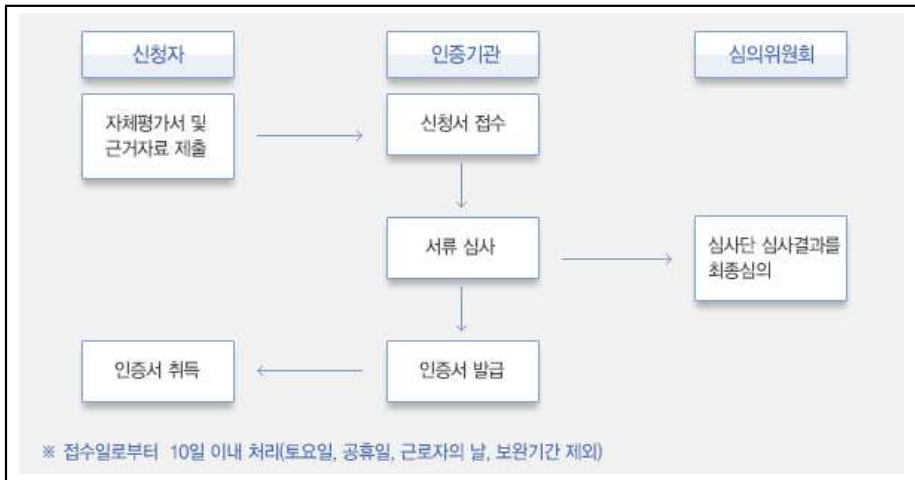 신청자
인증기관
심의위원회
자체평가서 및
근거자료 제출
신청서 접수
서류 심사
심사단 심사결과를
최종심의
인증서 취득
인증서 발급
※ 접수일로부터 10일 이내 처리(토요일, 공휴일, 근로자의 날, 보완기간 제외)